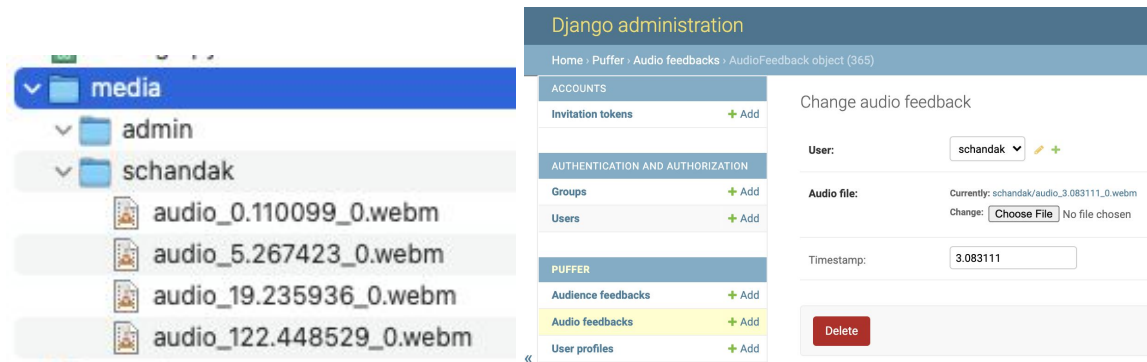 media
admin
schandak
audio_0.110099_0.webm
audio_5.267423_0.webm
audio_19.235936_0.webm
audio_122.448529_0.webm
Django administration
Home › Puffer › Audio feedbacks › AudioFeedback object (365)
ACCOUNTS
Invitation tokens + Add
AUTHENTICATION AND AUTHORIZATION
Groups + Add
Users + Add
PUFFER
Audience feedbacks + Add
Audio feedbacks + Add
User profiles + Add
«
Change audio feedback
User: schandak
Audio file: Currently: schandak/audio_3.083111_0.webm
Change: Choose File No file chosen
Timestamp: 3.083111
Delete